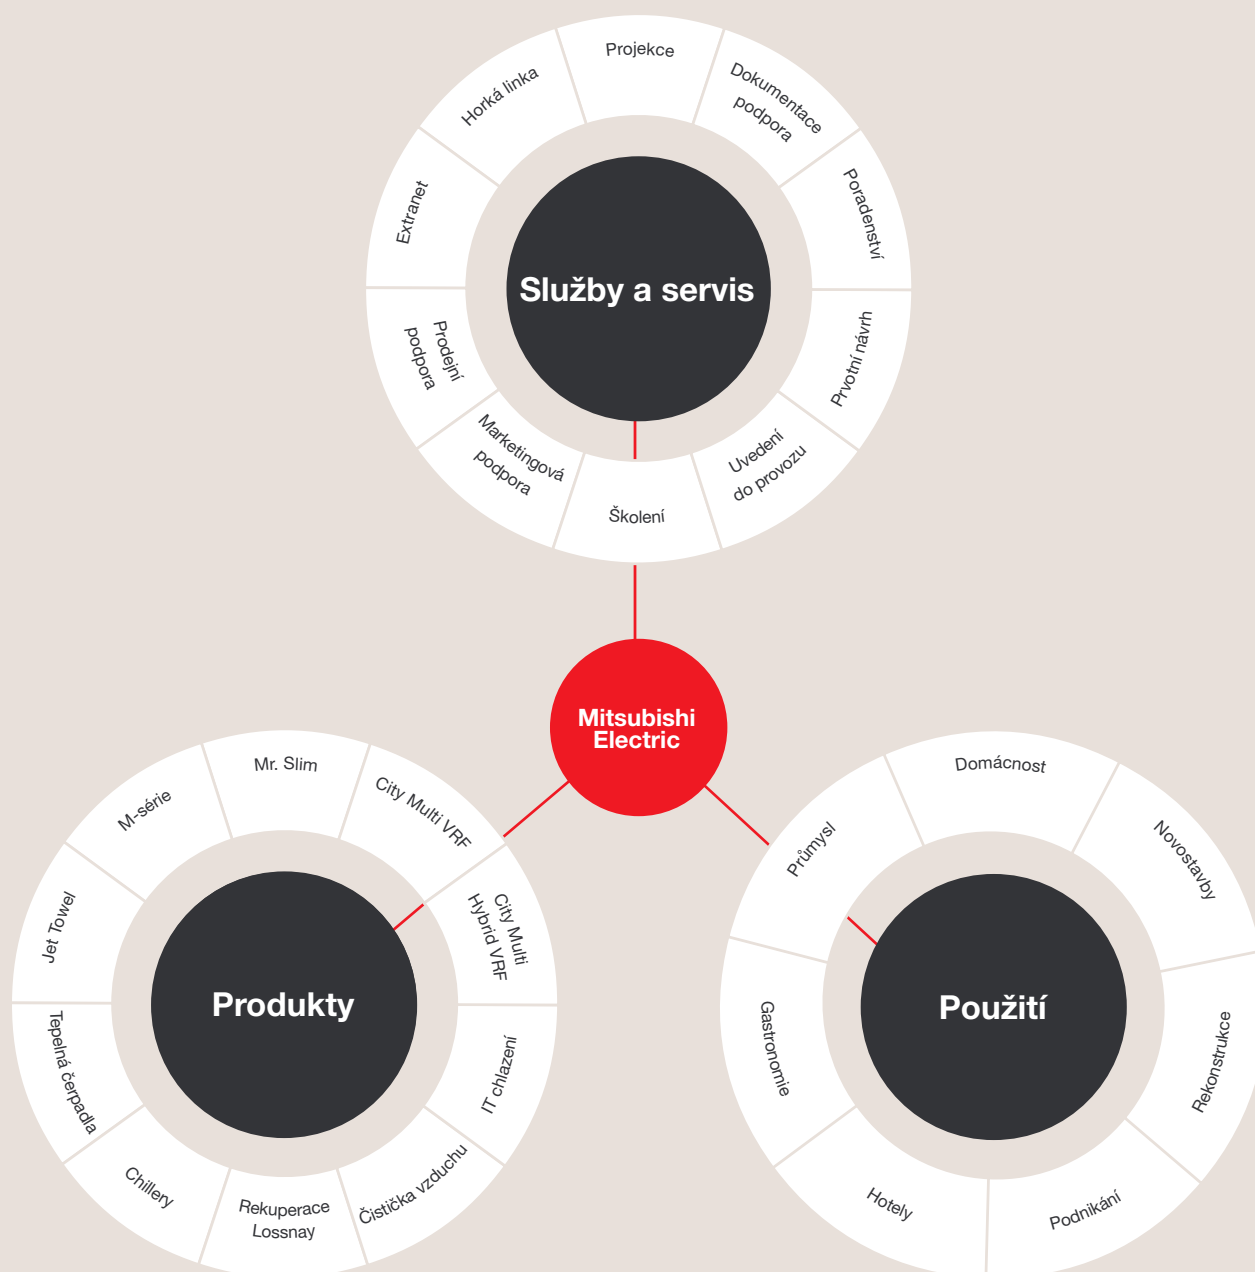 Projekce
Dokumentace
podpora
Poradenství
Prvotní návrh
Uvedení
do provozu
Školení
Marketingová
podpora
Prodejní
podpora
Extranet
Horká linka
Služby a servis
Mitsubishi
Electric
Mr. Slim
City Multi VRF
City Multi
Hybrid VRF
IT chlazení
Čistička vzduchu
Rekuperace
Lossnay
Chillery
Tepelná čerpadla
Jet Towel
M-série
Produkty
Domácnost
Novostavby
Rekonstrukce
Podnikání
Hotely
Gastronomie
Průmysl
Použití